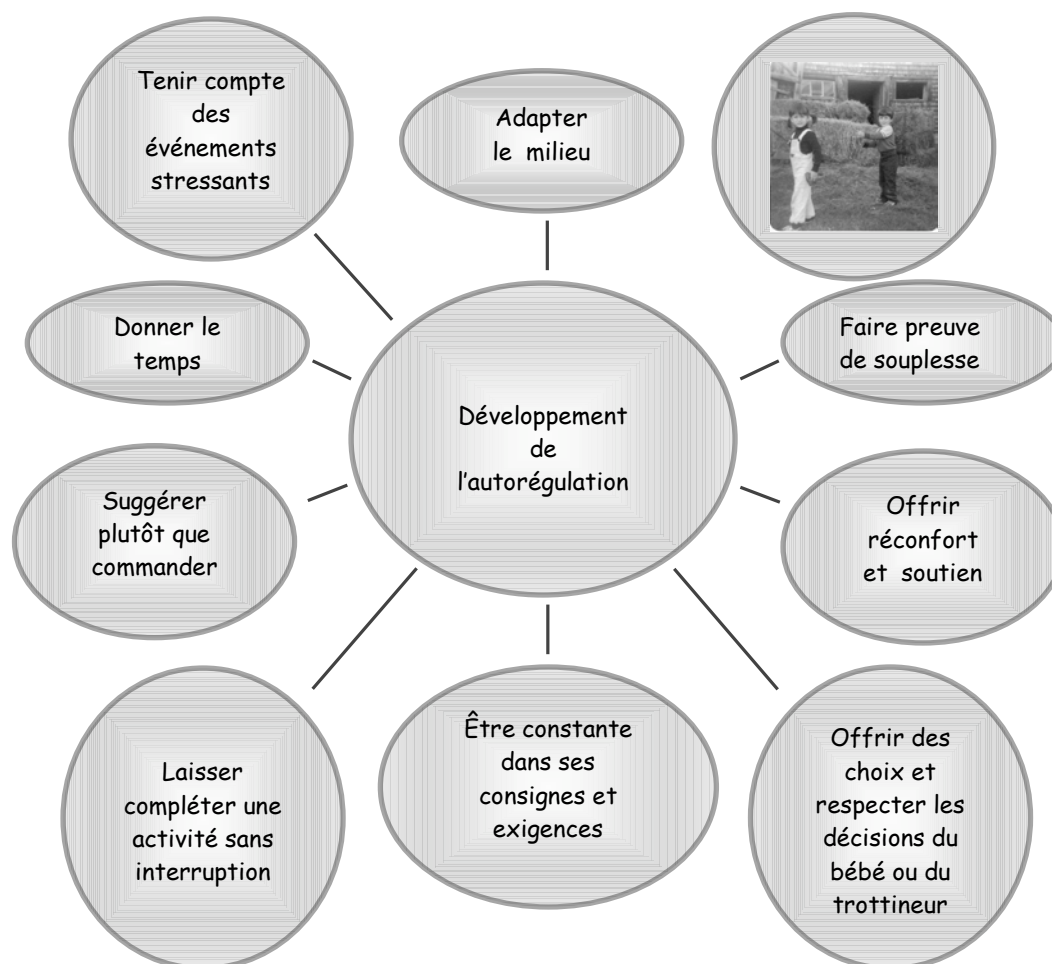 Tenir compte
des
événements
stressants
Adapter
le milieu
Donner le
temps
Faire preuve
de souplesse
Développement
de
l'autorégulation
Suggérer
plutôt que
commander
Offrir
réconfort
et soutien
Laisser
compléter une
activité sans
interruption
Être constante
dans ses
consignes et
exigences
Offrir des
choix et
respecter les
décisions du
bébé ou du
trottineur